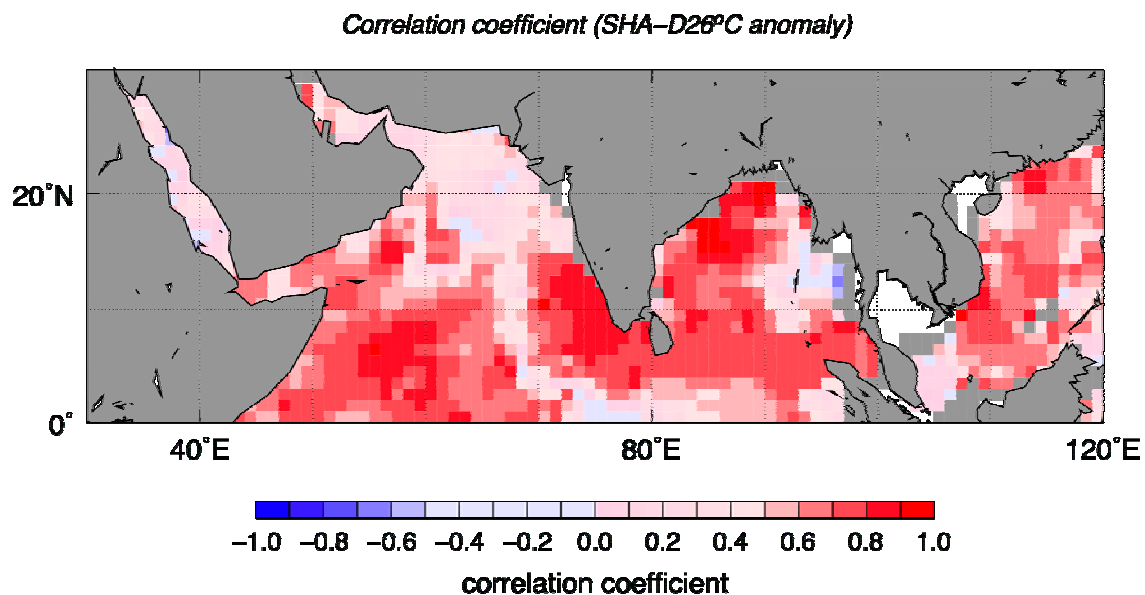 Correlation coefficient (SHA−D26ºC anomaly)
20˚N
0˚
40˚E 80˚E 120˚E
−1.0 −0.8 −0.6 −0.4 −0.2 0.0 0.2 0.4 0.6 0.8 1.0
correlation coefficient